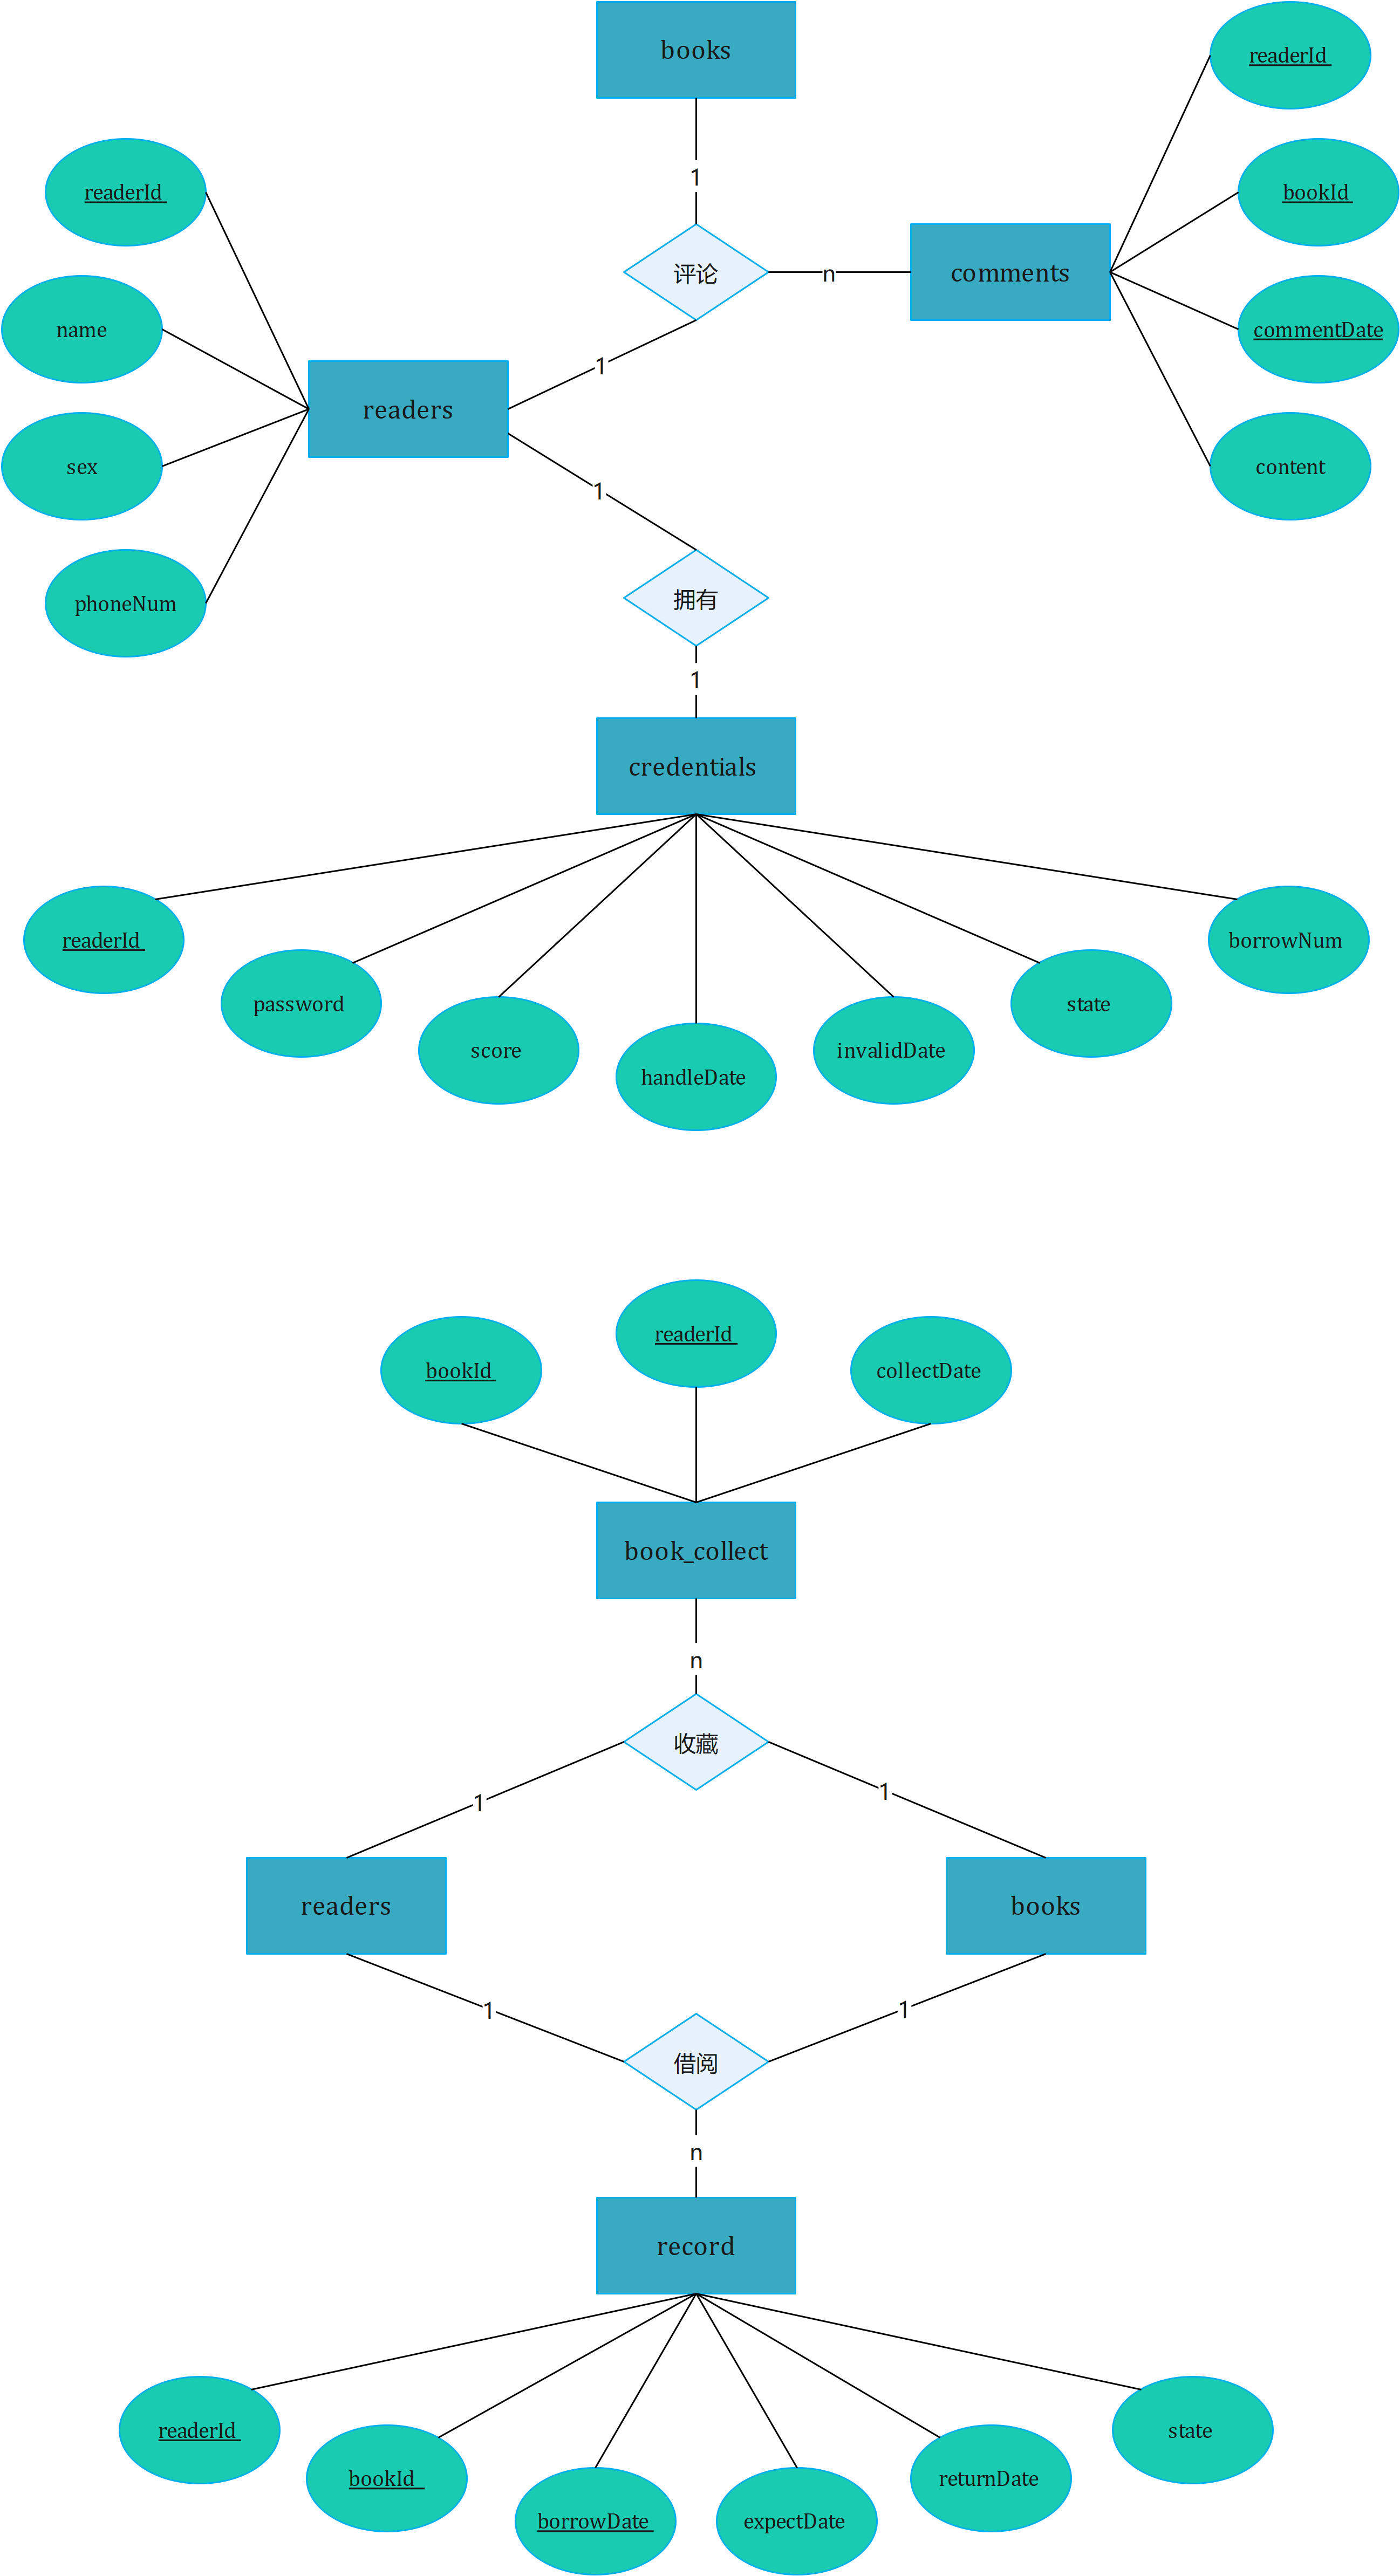 books
readerId
1
readerId
bookId
评论
n
comments
name
commentDate
1
readers
sex
content
1
phoneNum
拥有
1
credentials
readerId
borrowNum
password
state
score
invalidDate
handleDate
readerId
bookId
collectDate
book_collect
n
收藏
1
1
readers
books
1
1
借阅
n
record
readerId
state
bookId
returnDate
borrowDate
expectDate